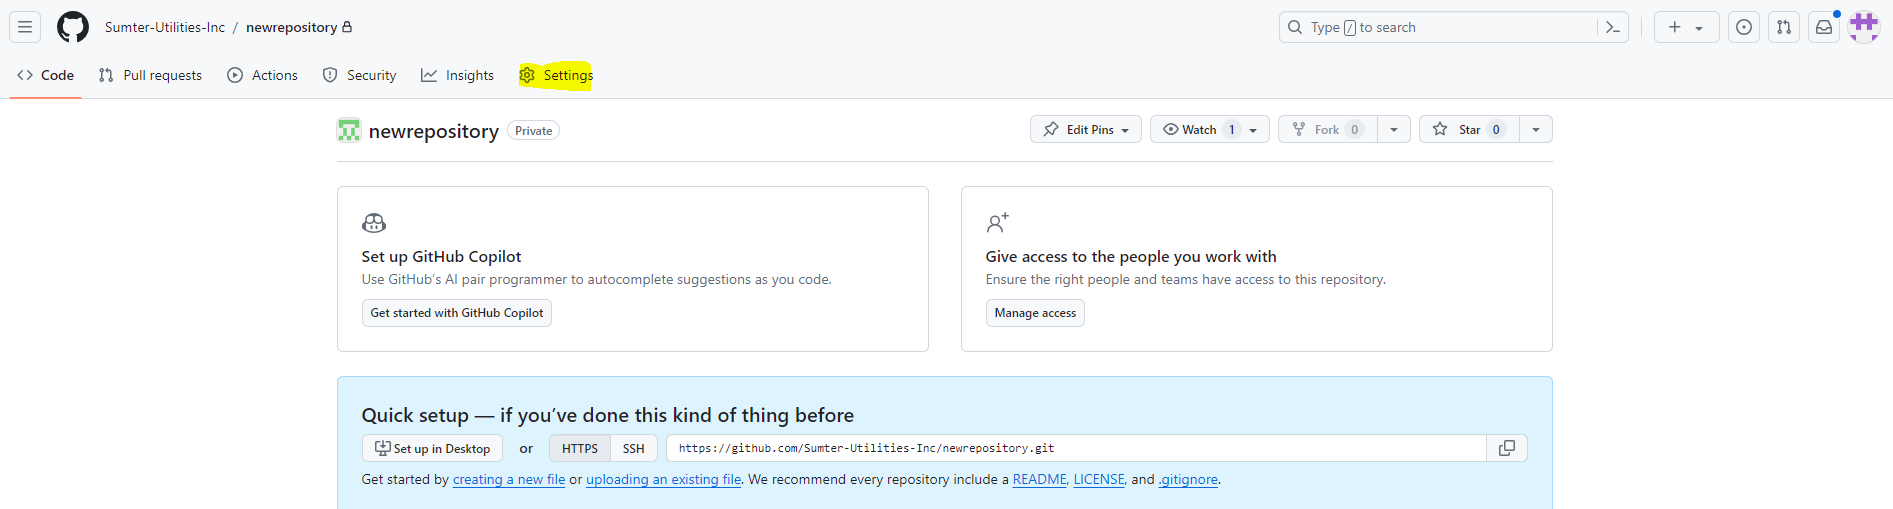 Sumter-Utilities-Inc / newrepository
Type / to search
Code Pull requests Actions Security Insights Settings
newrepository Private
Edit Pins Watch 1 Fork 0 Star 0
Set up GitHub Copilot
Use GitHub's AI pair programmer to autocomplete suggestions as you code.
Get started with GitHub Copilot
Give access to the people you work with
Ensure the right people and teams have access to this repository.
Manage access
Quick setup — if you've done this kind of thing before
Set up in Desktop or HTTPS SSH https://github.com/Sumter-Utilities-Inc/newrepository.git
Get started by creating a new file or uploading an existing file. We recommend every repository include a README, LICENSE, and .gitignore.